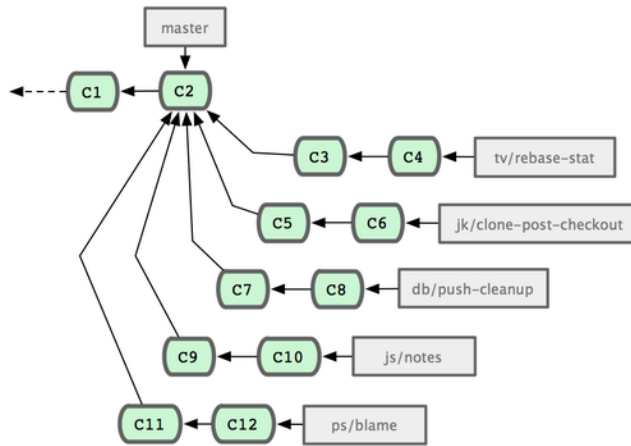 master
C1
C2
C3
C4
tv/rebase-stat
C5
C6
jk/clone-post-checkout
C7
C8
db/push-cleanup
C9
C10
js/notes
C11
C12
ps/blame